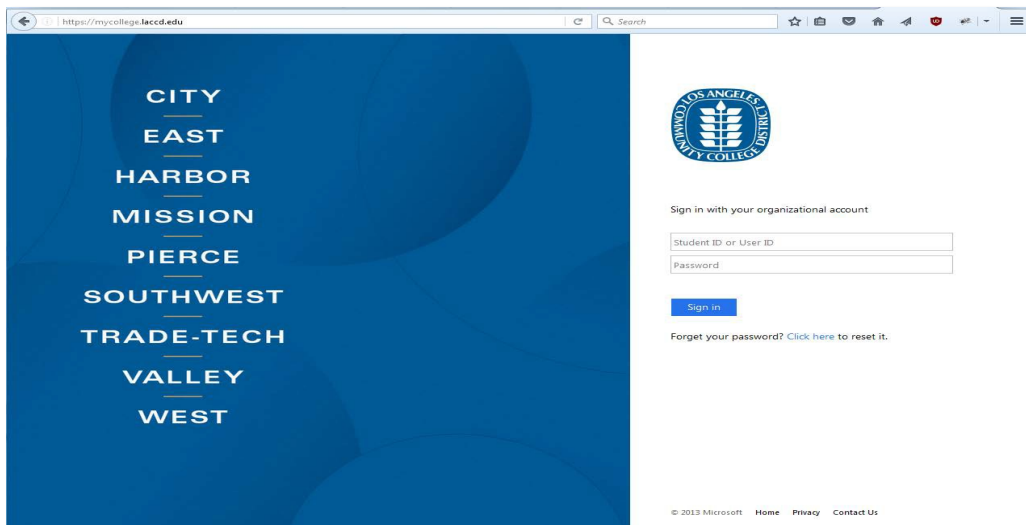 https://mycollege.laccd.edu
Search
CITY
EAST
HARBOR
MISSION
PIERCE
SOUTHWEST
TRADE-TECH
VALLEY
WEST
LOS ANGELES COMMUNITY COLLEGE DISTRICT
Sign in with your organizational account
Student ID or User ID
Password
Sign in
Forget your password? Click here to reset it.
© 2013 Microsoft Home Privacy Contact Us